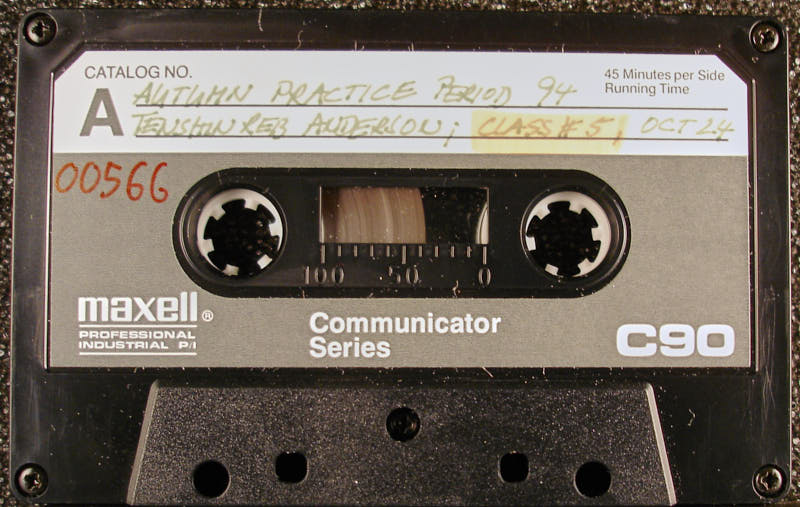 CATALOG NO.
A
AUTUMN PRACTICE PERIOD 94
45 Minutes per Side
Running Time
TENSHIN REB ANDERSON; CLASS # 5, OCT 24
00566
100 50 0
maxell®
PROFESSIONAL
INDUSTRIAL P/I
Communicator
Series
C90